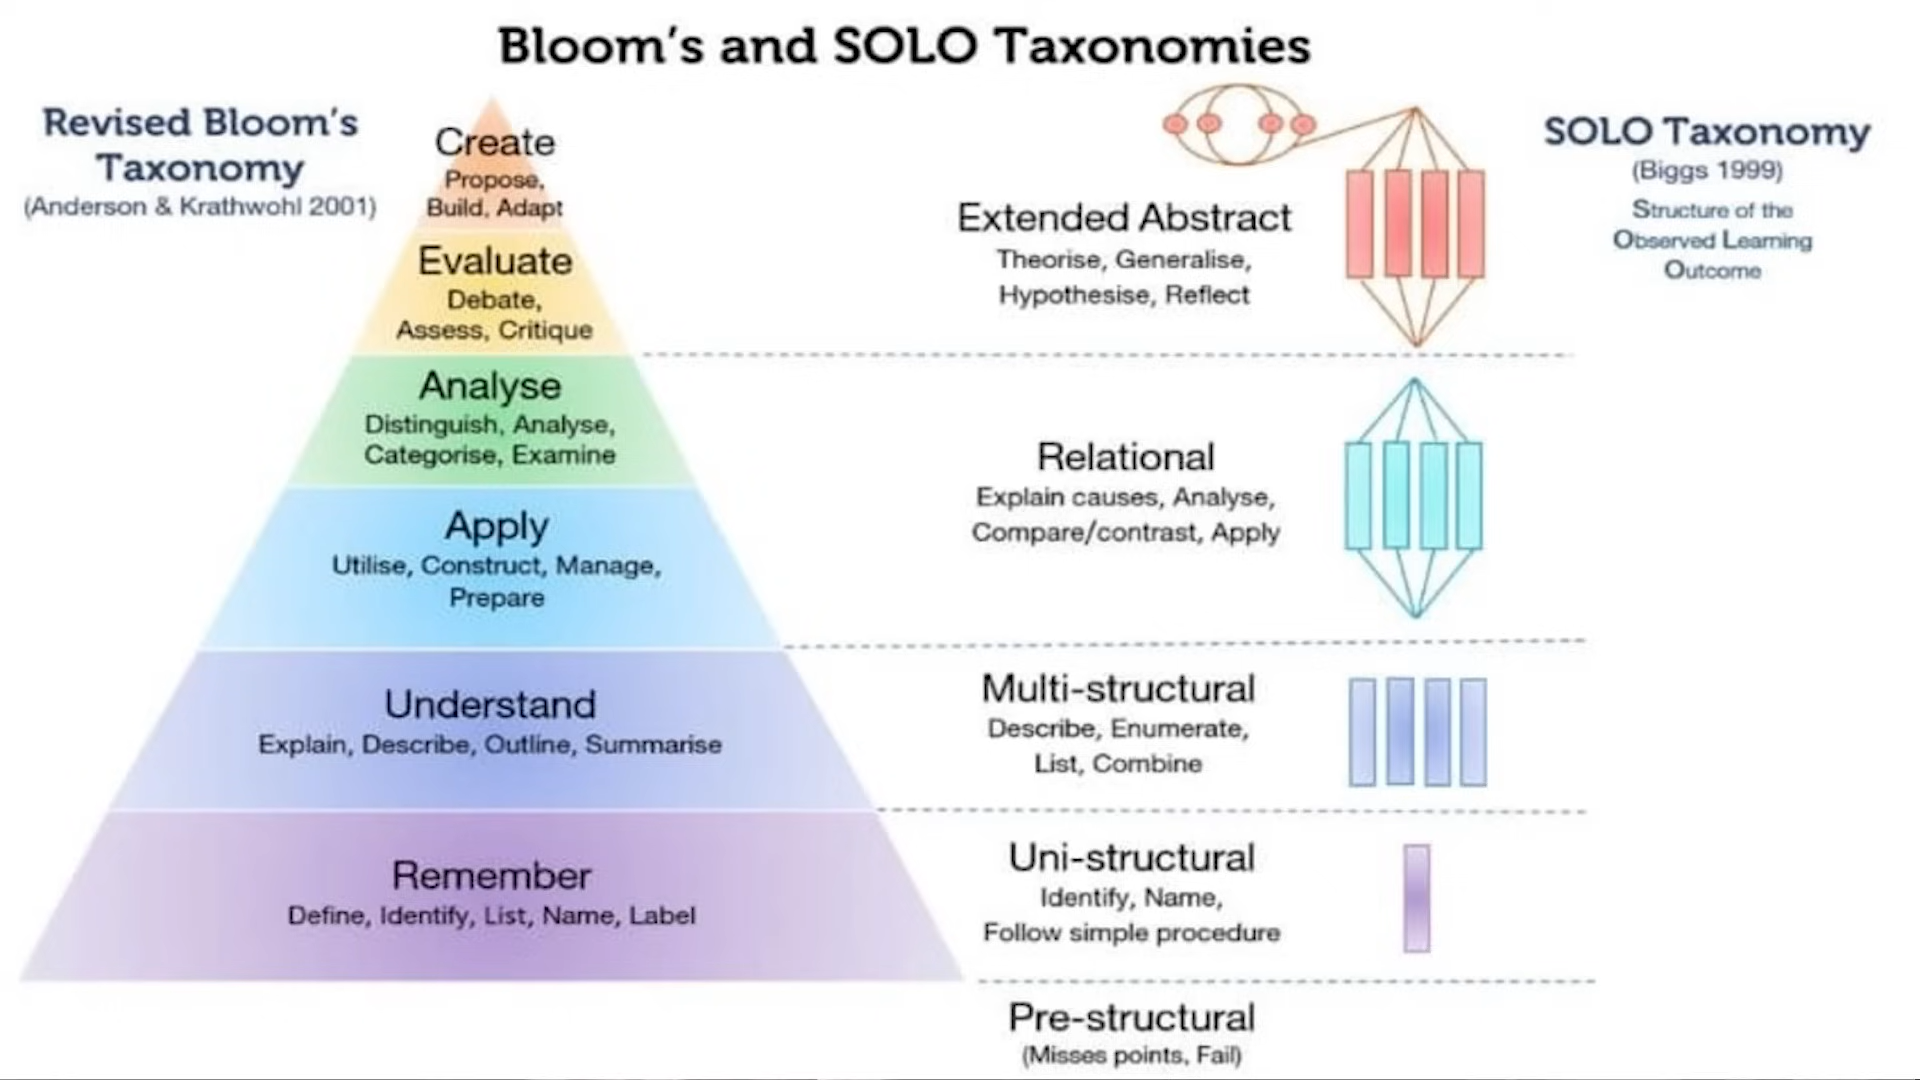 Bloom's and SOLO Taxonomies
Revised Bloom's
Taxonomy
(Anderson & Krathwohl 2001)
Create
Propose,
Build, Adapt
Evaluate
Debate,
Assess, Critique
Analyse
Distinguish, Analyse,
Categorise, Examine
Apply
Utilise, Construct, Manage,
Prepare
Understand
Explain, Describe, Outline, Summarise
Remember
Define, Identify, List, Name, Label
Extended Abstract
Theorise, Generalise,
Hypothesise, Reflect
Relational
Explain causes, Analyse,
Compare/contrast, Apply
Multi-structural
Describe, Enumerate,
List, Combine
Uni-structural
Identify, Name,
Follow simple procedure
Pre-structural
(Misses points, Fail)
SOLO Taxonomy
(Biggs 1999)
Structure of the
Observed Learning
Outcome